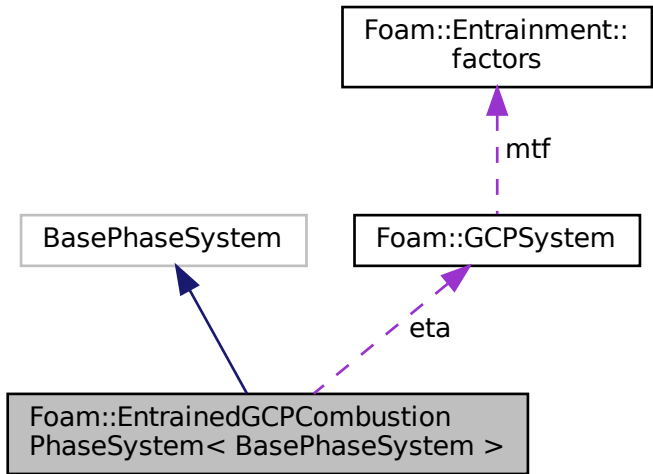 Foam::Entrainment::
factors
mtf
BasePhaseSystem
Foam::GCPSystem
eta
Foam::EntrainedGCPCombustion
PhaseSystem< BasePhaseSystem >